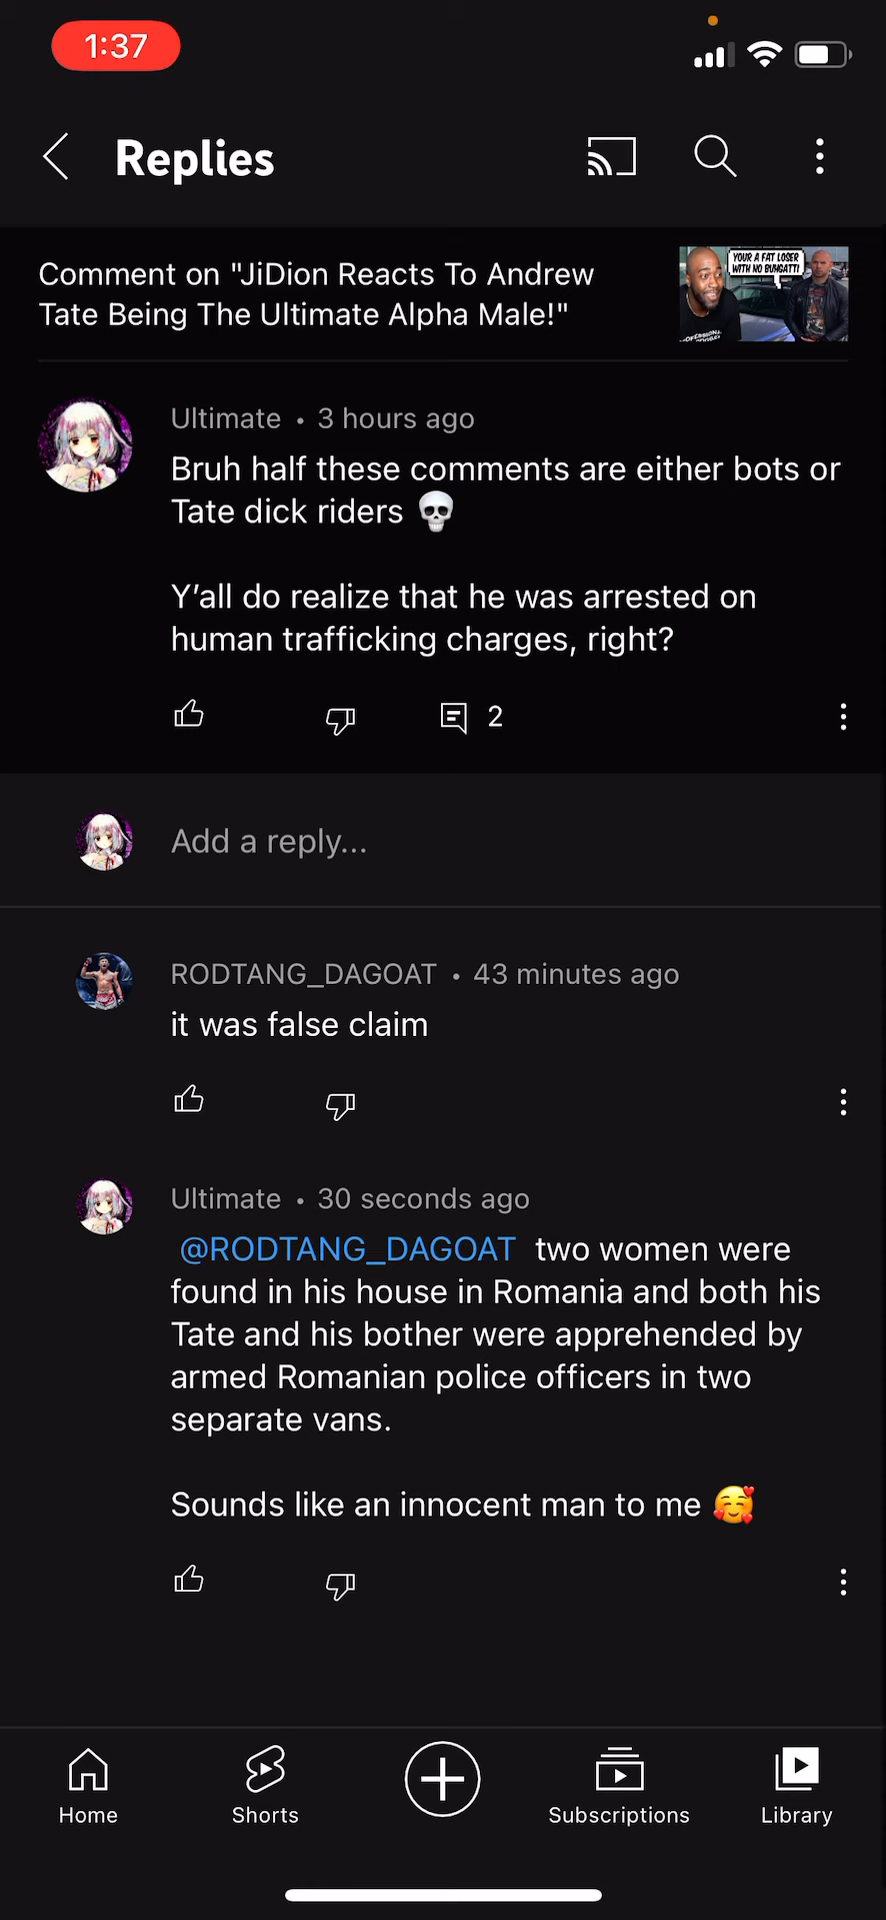 1:37
Replies
Comment on "JiDion Reacts To Andrew
Tate Being The Ultimate Alpha Male!"
YOUR A FAT LOSER
WITH NO BUHGATTI
Ultimate • 3 hours ago
Bruh half these comments are either bots or
Tate dick riders 💀
Y’all do realize that he was arrested on
human trafficking charges, right?
2
Add a reply...
RODTANG_DAGOAT • 43 minutes ago
it was false claim
Ultimate • 30 seconds ago
@RODTANG_DAGOAT two women were
found in his house in Romania and both his
Tate and his bother were apprehended by
armed Romanian police officers in two
separate vans.
Sounds like an innocent man to me 🥰
Home
Shorts
Subscriptions
Library